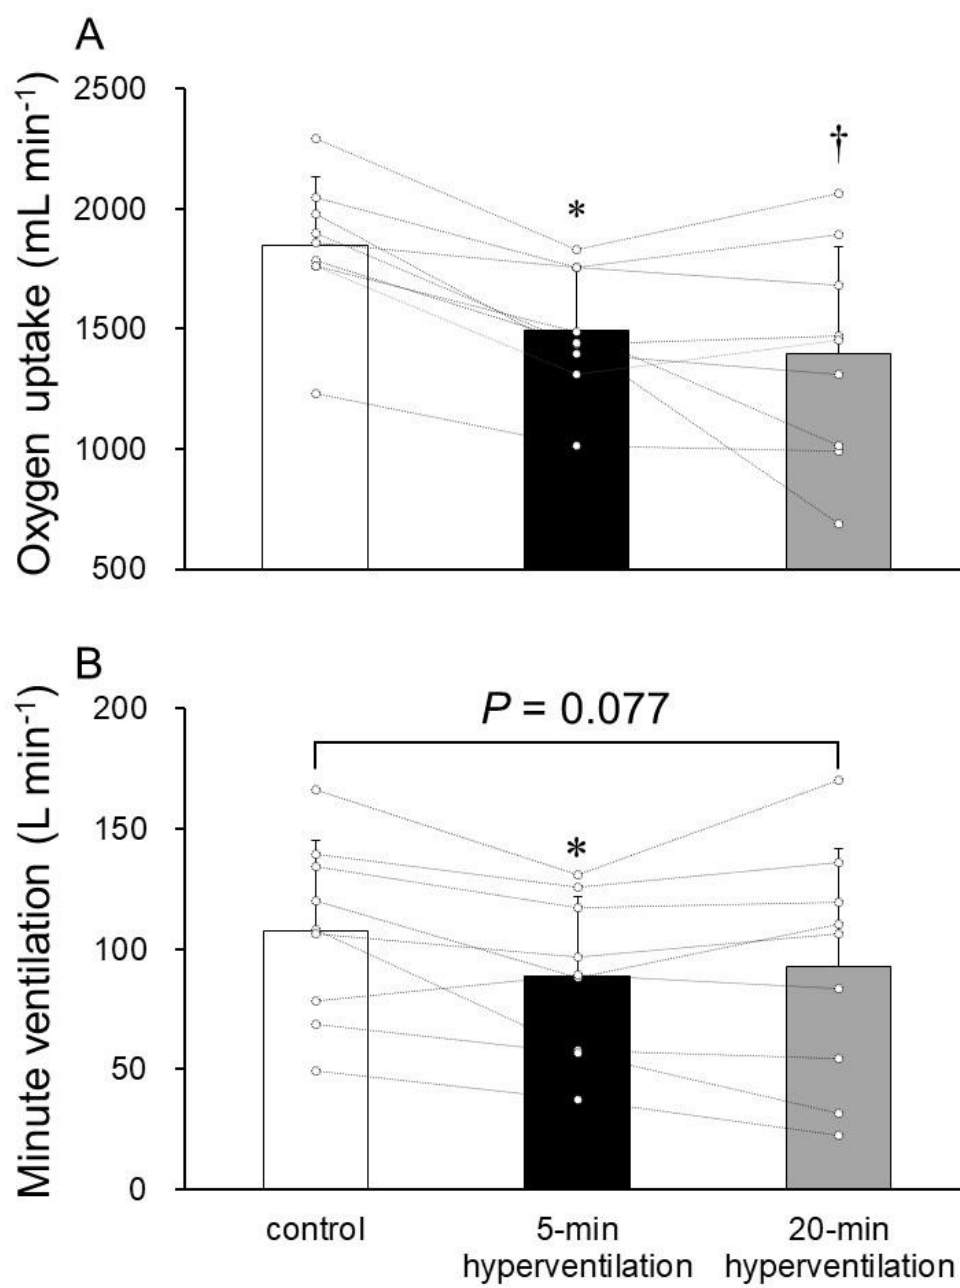 A
Oxygen uptake (mL min⁻¹)
2500
2000
1500
1000
500
*
†
B
Minute ventilation (L min⁻¹)
200
150
100
50
0
P = 0.077
*
control
5-min
hyperventilation
20-min
hyperventilation